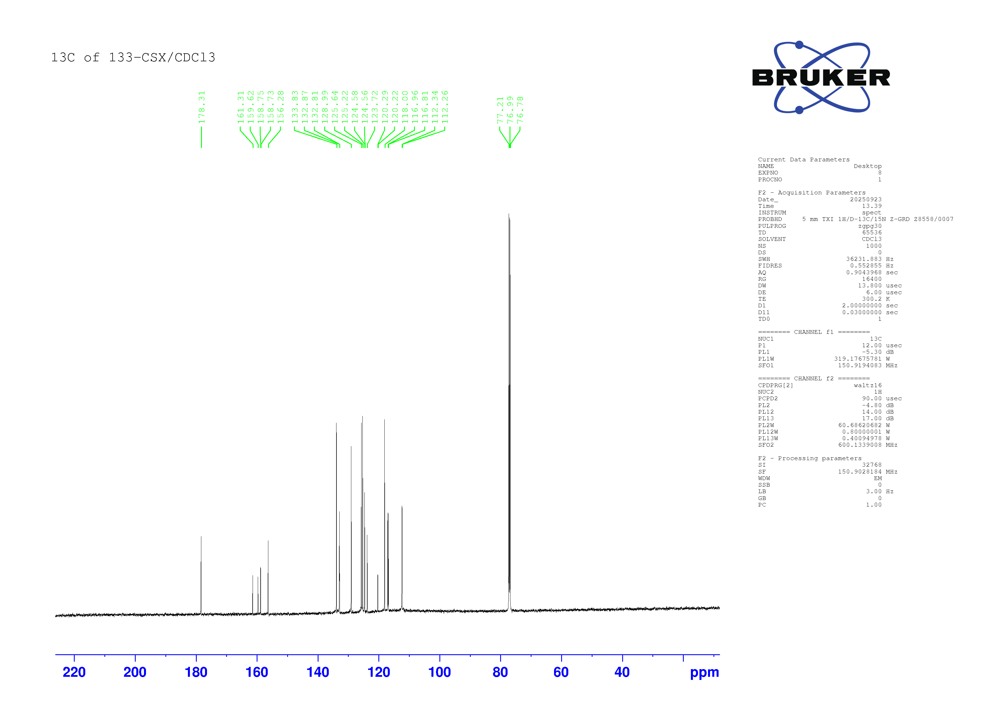 13C of 133-CSX/CDCl3
BRUKER
178.31
161.31
159.62
158.75
158.73
156.28
133.83
132.87
132.81
128.99
125.64
125.22
124.58
124.56
123.72
120.29
120.22
118.00
116.96
116.81
112.34
112.26
77.21
76.99
76.78
Current Data Parameters
NAME Desktop
EXPNO 8
PROCNO 1
F2 - Acquisition Parameters
Date_ 20250923
Time 13.39
INSTRUM spect
PROBHD 5 mm TXI 1H/D-13C/15N Z-GRD Z8558/0007
PULPROG zgpg30
TD 65536
SOLVENT CDCl3
NS 1000
DS 0
SWH 36231.883 Hz
FIDRES 0.552855 Hz
AQ 0.9043968 sec
RG 16400
DW 13.800 usec
DE 6.00 usec
TE 300.2 K
D1 2.00000000 sec
D11 0.03000000 sec
TD0 1
======== CHANNEL f1 ========
NUC1 13C
P1 12.00 usec
PL1 -5.30 dB
PL1W 319.17675781 W
SFO1 150.9194083 MHz
======== CHANNEL f2 ========
CPDPRG[2] waltz16
NUC2 1H
PCPD2 90.00 usec
PL2 -4.80 dB
PL12 14.00 dB
PL13 17.00 dB
PL2W 60.68620682 W
PL12W 0.80000001 W
PL13W 0.40094978 W
SFO2 600.1339008 MHz
F2 - Processing parameters
SI 32768
SF 150.9028184 MHz
WDW EM
SSB 0
LB 3.00 Hz
GB 0
PC 1.00
220 200 180 160 140 120 100 80 60 40 ppm